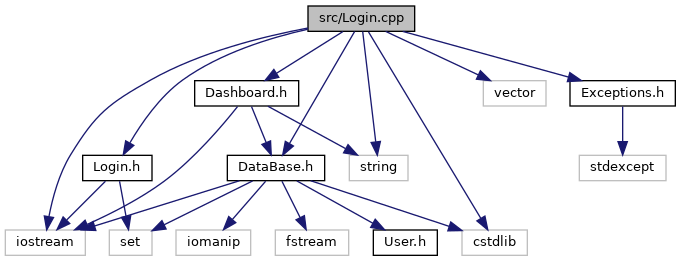 src/Login.cpp
Dashboard.h
vector
Exceptions.h
Login.h
DataBase.h
string
stdexcept
iostream
set
iomanip
fstream
User.h
cstdlib